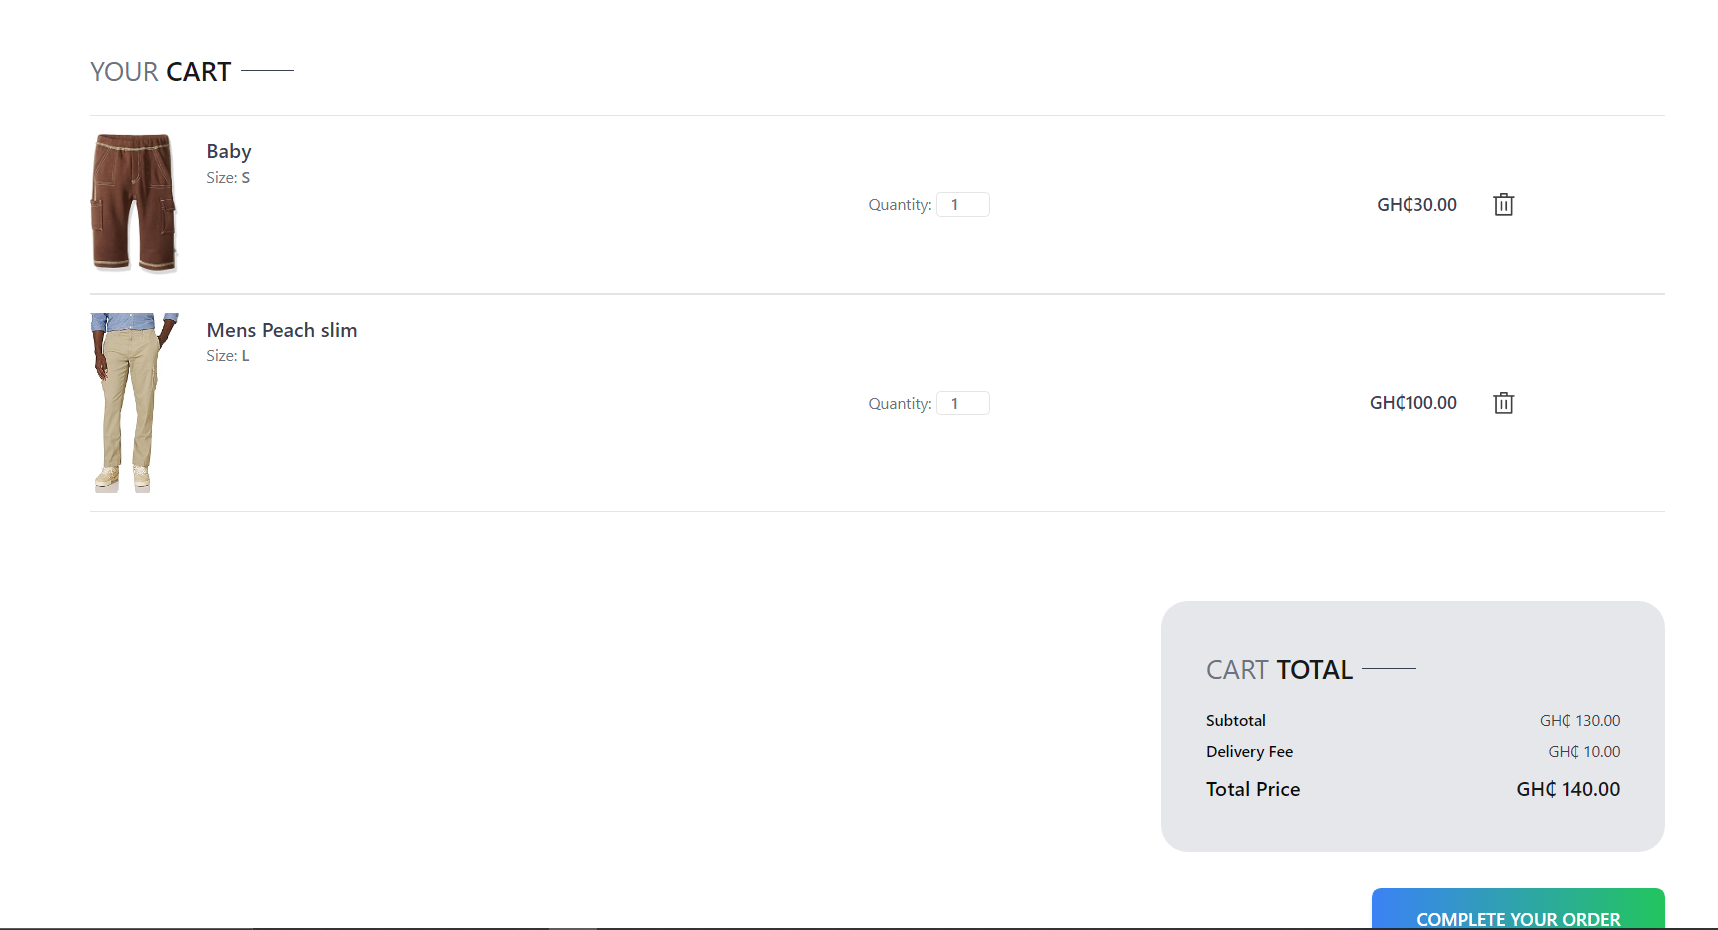 YOUR CART
Baby
Size: S
Quantity: 1
GH₵30.00
Mens Peach slim
Size: L
Quantity: 1
GH₵100.00
CART TOTAL
Subtotal GH₵ 130.00
Delivery Fee GH₵ 10.00
Total Price GH₵ 140.00
COMPLETE YOUR ORDER